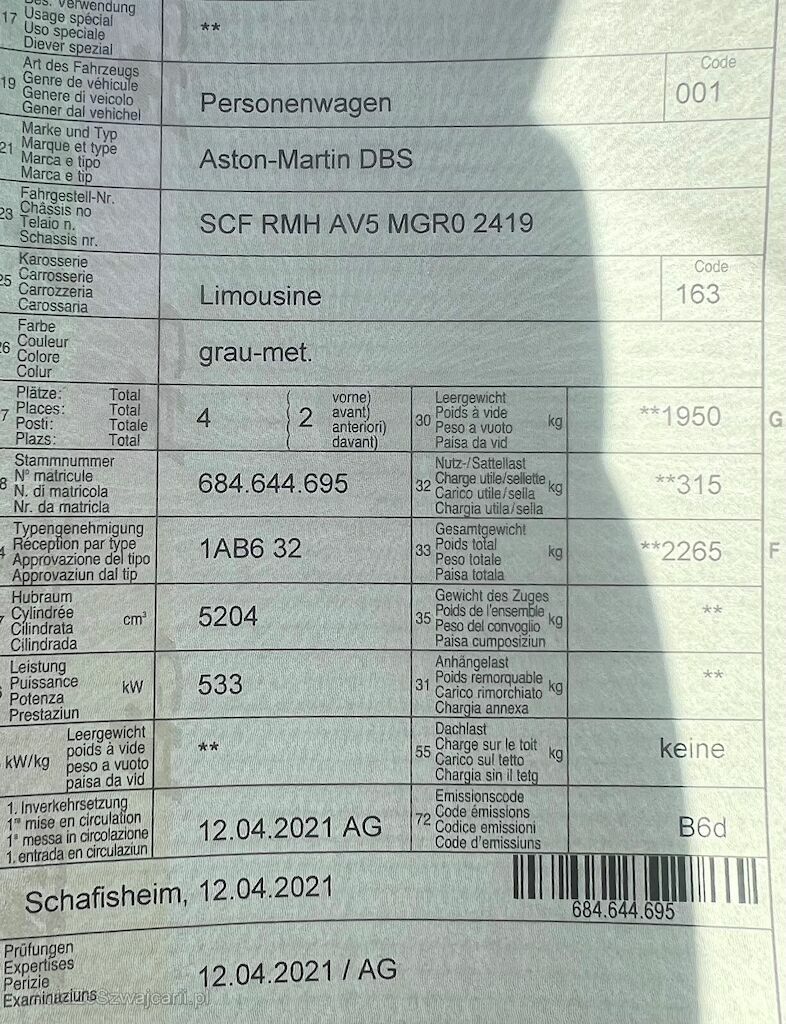 Bes. Verwendung
17 Usage spécial
Uso speciale
Diever spezial
**
Art des Fahrzeugs
19 Genre de véhicule
Genere di veicolo
Gener dal vehichel
Personenwagen
Code
001
Marke und Typ
21 Marque et type
Marca e tipo
Marca e tip
Aston-Martin DBS
Fahrgestell-Nr.
23 Châssis no
Telaio n.
Schassis nr.
SCF RMH AV5 MGR0 2419
Karosserie
25 Carrosserie
Carrozzeria
Carossaria
Limousine
Code
163
Farbe
26 Couleur
Colore
Colur
grau-met.
Plätze: Total
7 Places: Total
Posti: Totale
Plazs: Total
4 ( 2 vorne)
( avant)
( anteriori)
( davant)
Leergewicht
30 Poids à vide kg
Peso a vuoto
Paisa da vid
**1950 G
Stammnummer
8 N° matricule
N. di matricola
Nr. da matricla
684.644.695
Nutz-/Sattellast
32 Charge utile/sellette kg
Carico utile/sella
Chargia utila/sella
**315
Typengenehmigung
4 Réception par type
Approvazione del tipo
Approvaziun dal tip
1AB6 32
Gesamtgewicht
33 Poids total kg
Peso totale
Paisa totala
**2265 F
Hubraum
7 Cylindrée cm³
Cilindrata
Cilindrada
5204
Gewicht des Zuges
35 Poids de l'ensemble kg
Peso del convoglio
Paisa cumposiziun
**
Leistung
Puissance kW
Potenza
Prestaziun
533
Anhängelast
31 Poids remorquable kg
Carico rimorchiato
Chargia annexa
**
Leergewicht
kW/kg poids à vide
peso a vuoto
paisa da vid
**
Dachlast
55 Charge sur le toit kg
Carico sul tetto
Chargia sin il tetg
keine
1. Inverkehrsetzung
1re mise en circulation
1a messa in circolazione
1. entrada en circulaziun
12.04.2021 AG
Emissionscode
72 Code émissions
Codice emissioni
Code d'emissiuns
B6d
Schafisheim, 12.04.2021
684.644.695
Prüfungen
Expertises
Perizie
Examinaziuns
12.04.2021 / AG
Szwajcarii.pl